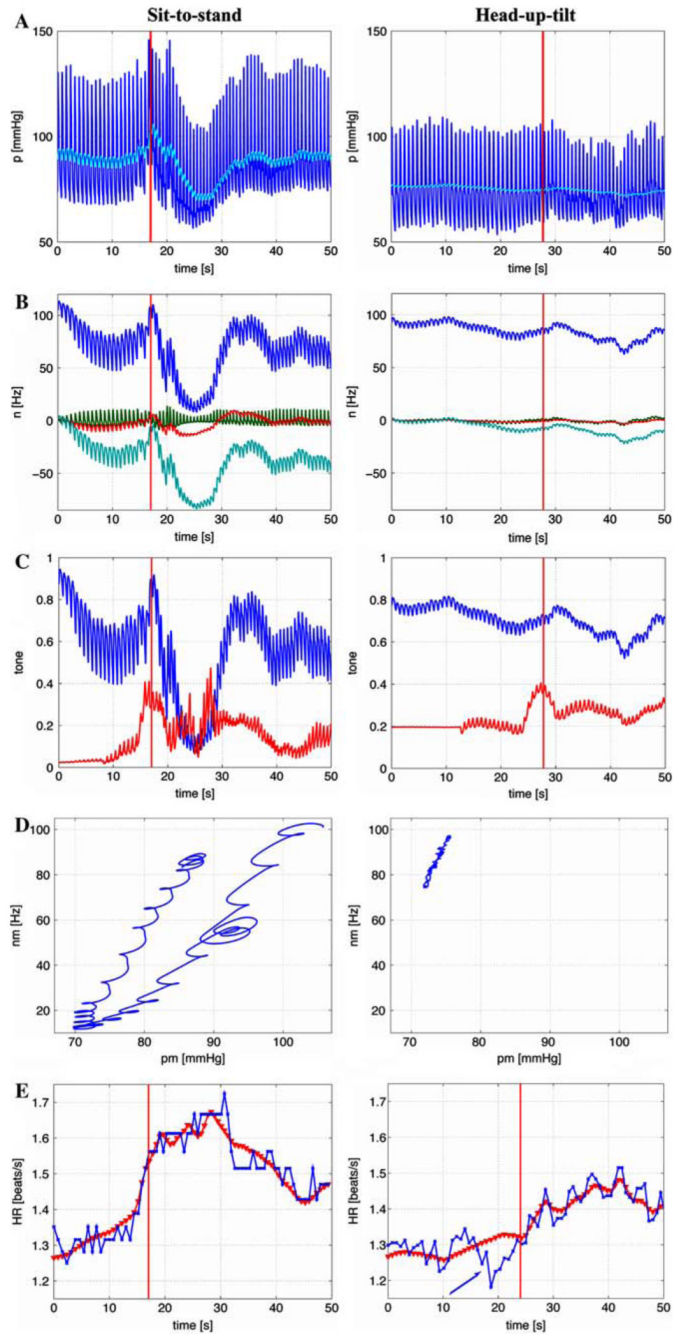 Sit-to-stand
Head-up-tilt
A
150
100
50
p [mmHg]
0 10 20 30 40 50
time [s]
150
100
50
p [mmHg]
0 10 20 30 40 50
time [s]
B
100
50
0
−50
n [Hz]
0 10 20 30 40 50
time [s]
100
50
0
−50
n [Hz]
0 10 20 30 40 50
time [s]
C
1
0.8
0.6
0.4
0.2
0
tone
0 10 20 30 40 50
time [s]
1
0.8
0.6
0.4
0.2
0
tone
0 10 20 30 40 50
time [s]
D
100
80
60
40
20
nm [Hz]
70 80 90 100
pm [mmHg]
100
80
60
40
20
nm [Hz]
70 80 90 100
pm [mmHg]
E
1.7
1.6
1.5
1.4
1.3
1.2
HR [beats/s]
0 10 20 30 40 50
time [s]
1.7
1.6
1.5
1.4
1.3
1.2
HR [beats/s]
0 10 20 30 40 50
time [s]